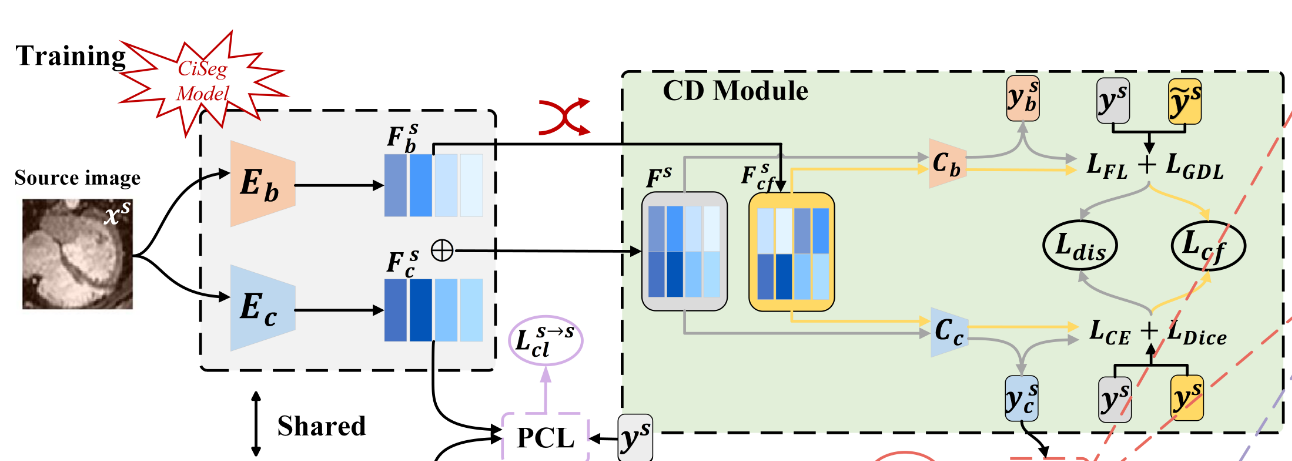 Training
CiSeg
Model
CD Module
Source image
x^s
E_b
E_c
F_b^s
F_c^s
⊕
F^s
F_cf^s
C_b
C_c
y_b^s
y^s
ỹ^s
L_FL + L_GDL
L_dis
L_cf
L_CE + L_Dice
y_c^s
y^s
y^s
L_cl^{s→s}
Shared
PCL
y^s